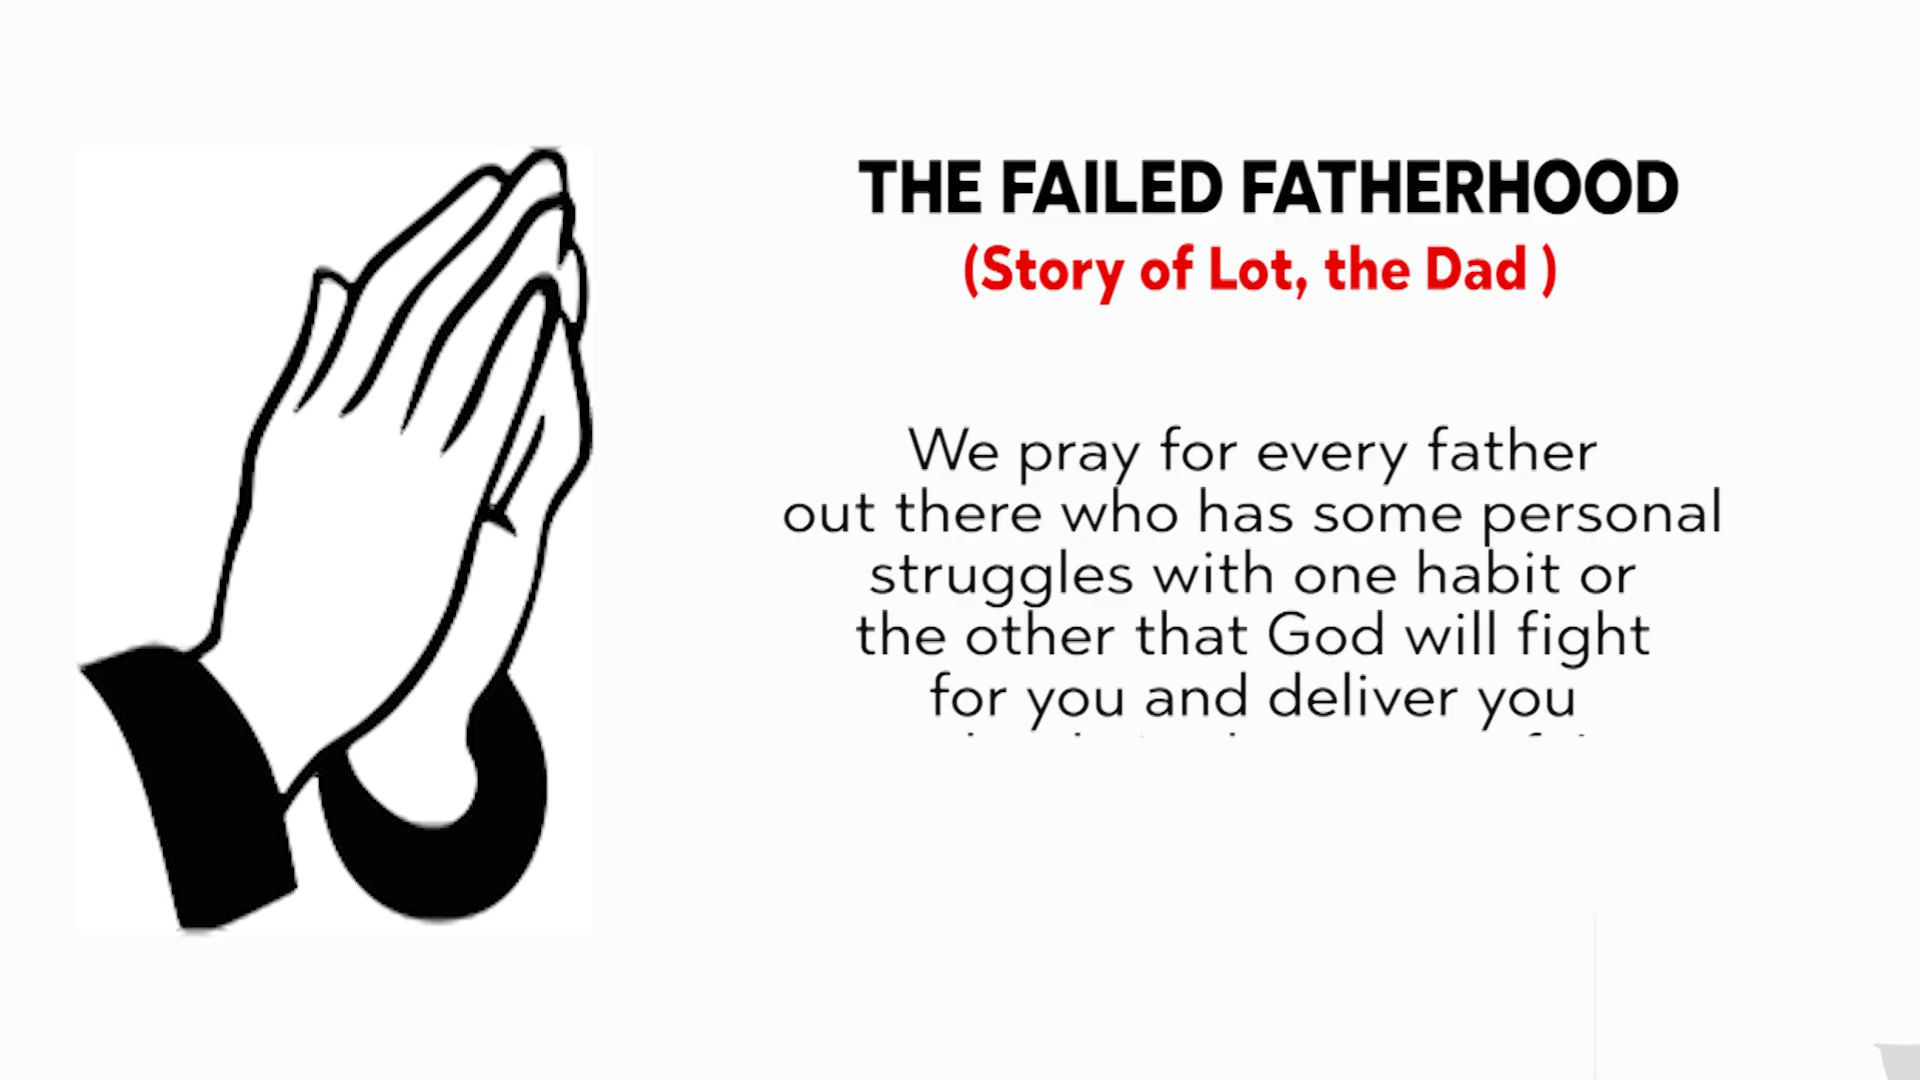 THE FAILED FATHERHOOD
(Story of Lot, the Dad )
We pray for every father
out there who has some personal
struggles with one habit or
the other that God will fight
for you and deliver you